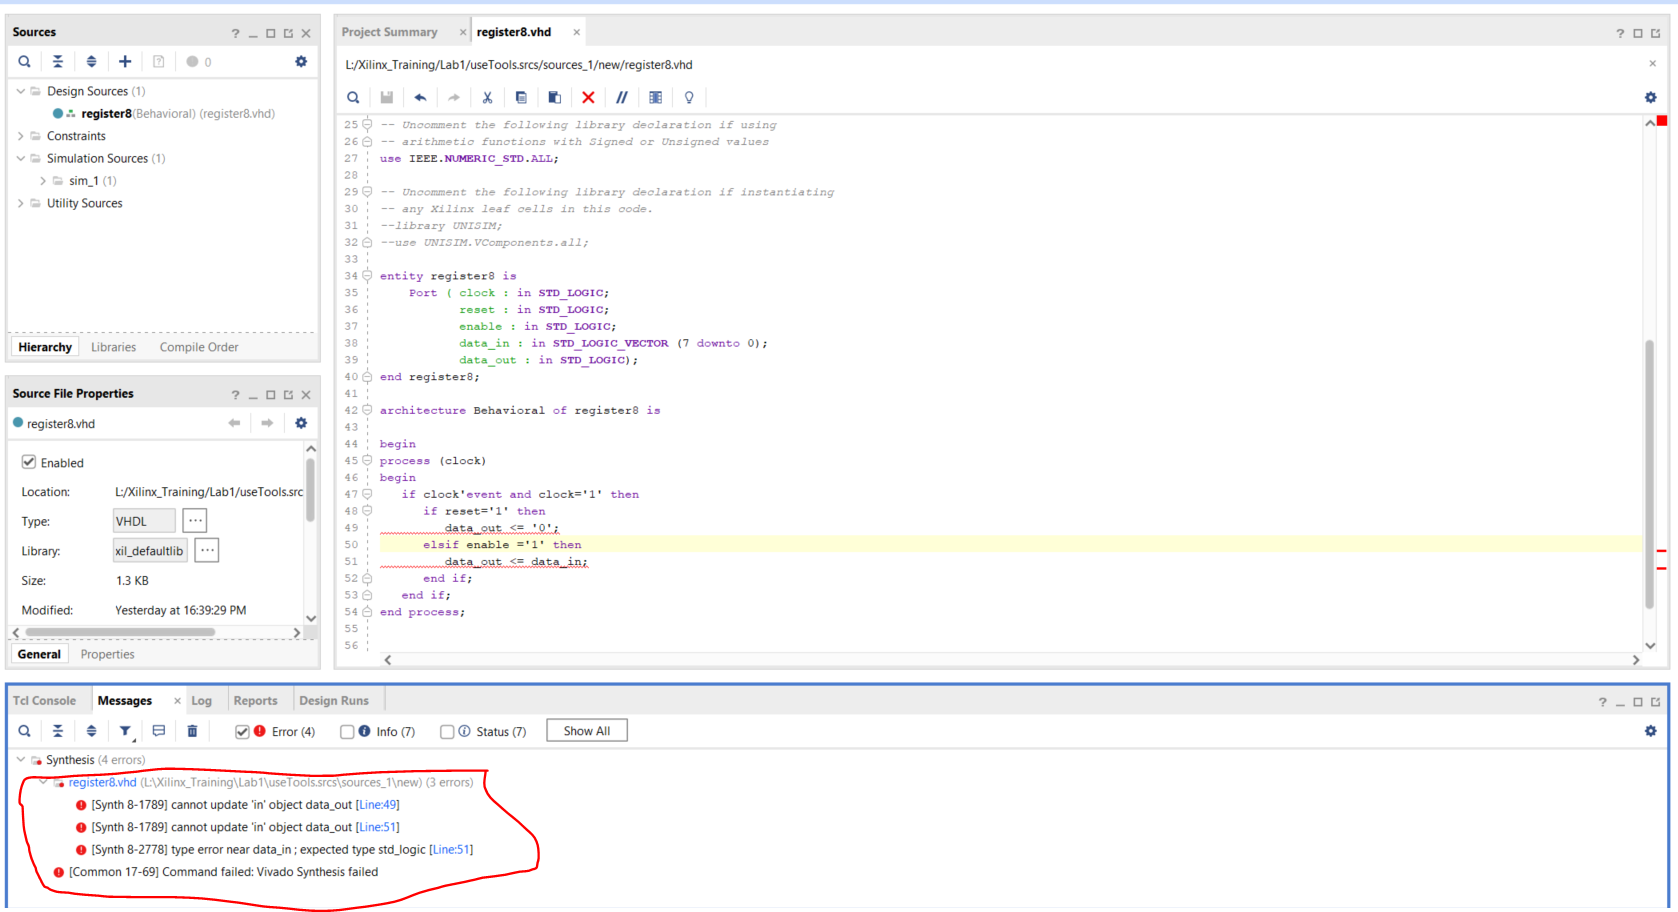 Sources
0
Design Sources (1)
register8(Behavioral) (register8.vhd)
Constraints
Simulation Sources (1)
sim_1 (1)
Utility Sources
Hierarchy Libraries Compile Order
Source File Properties
register8.vhd
Enabled
Location: L:/Xilinx_Training/Lab1/useTools.src
Type: VHDL ...
Library: xil_defaultlib ...
Size: 1.3 KB
Modified: Yesterday at 16:39:29 PM
General Properties
Project Summary × register8.vhd ×
L:/Xilinx_Training/Lab1/useTools.srcs/sources_1/new/register8.vhd
25 -- Uncomment the following library declaration if using
26 -- arithmetic functions with Signed or Unsigned values
27 use IEEE.NUMERIC_STD.ALL;
28
29 -- Uncomment the following library declaration if instantiating
30 -- any Xilinx leaf cells in this code.
31 --library UNISIM;
32 --use UNISIM.VComponents.all;
33
34 entity register8 is
35 Port ( clock : in STD_LOGIC;
36 reset : in STD_LOGIC;
37 enable : in STD_LOGIC;
38 data_in : in STD_LOGIC_VECTOR (7 downto 0);
39 data_out : in STD_LOGIC);
40 end register8;
41
42 architecture Behavioral of register8 is
43
44 begin
45 process (clock)
46 begin
47 if clock'event and clock='1' then
48 if reset='1' then
49 data_out <= '0';
50 elsif enable ='1' then
51 data_out <= data_in;
52 end if;
53 end if;
54 end process;
55
56
Tcl Console Messages × Log Reports Design Runs
Error (4) Info (7) Status (7) Show All
Synthesis (4 errors)
register8.vhd (L:\Xilinx_Training\Lab1\useTools.srcs\sources_1\new) (3 errors)
[Synth 8-1789] cannot update 'in' object data_out [Line:49]
[Synth 8-1789] cannot update 'in' object data_out [Line:51]
[Synth 8-2778] type error near data_in ; expected type std_logic [Line:51]
[Common 17-69] Command failed: Vivado Synthesis failed